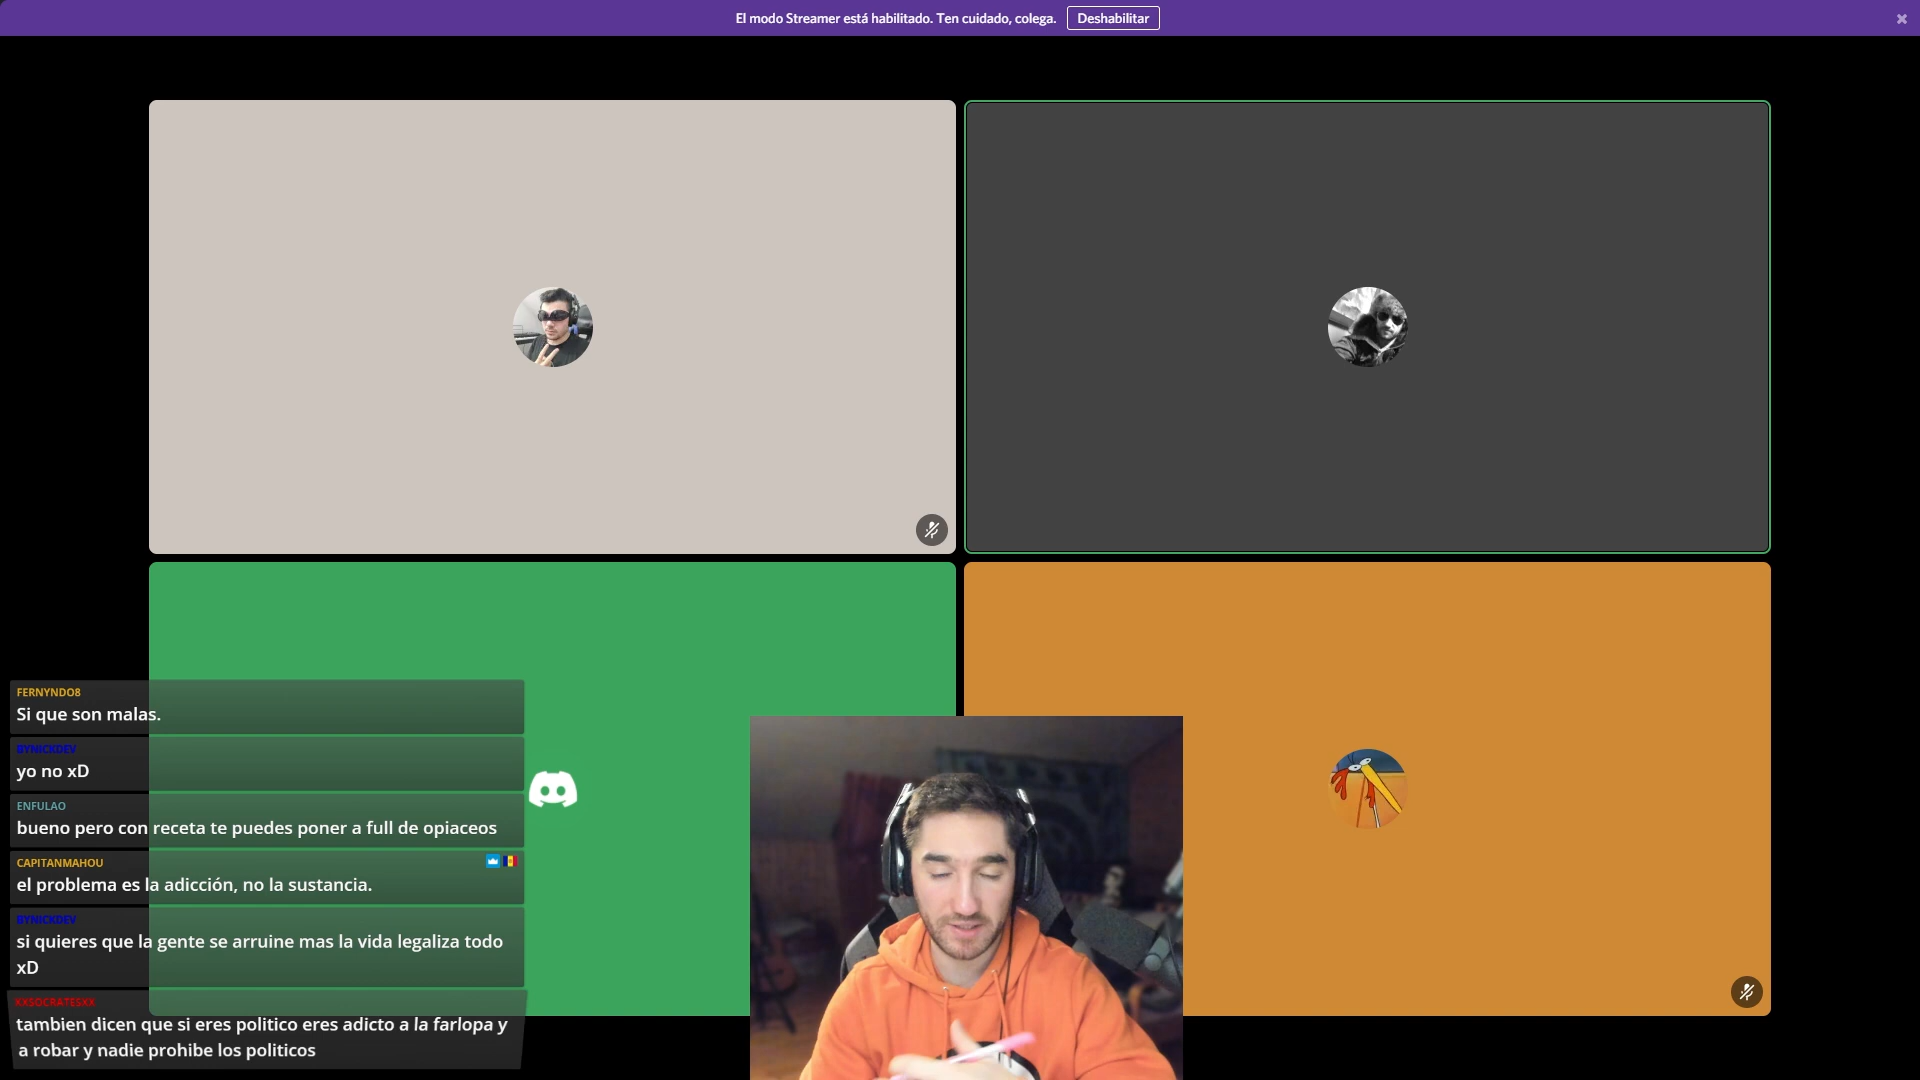 El modo Streamer está habilitado. Ten cuidado, colega. Deshabilitar
FERNYNDO8
Si que son malas.
BYNICKDEV
yo no xD
ENFULAO
bueno pero con receta te puedes poner a full de opiaceos
CAPITANMAHOU
el problema es la adicción, no la sustancia.
BYNICKDEV
si quieres que la gente se arruine mas la vida legaliza todo
xD
XXSOCRATESXX
tambien dicen que si eres politico eres adicto a la farlopa y
a robar y nadie prohibe los politicos